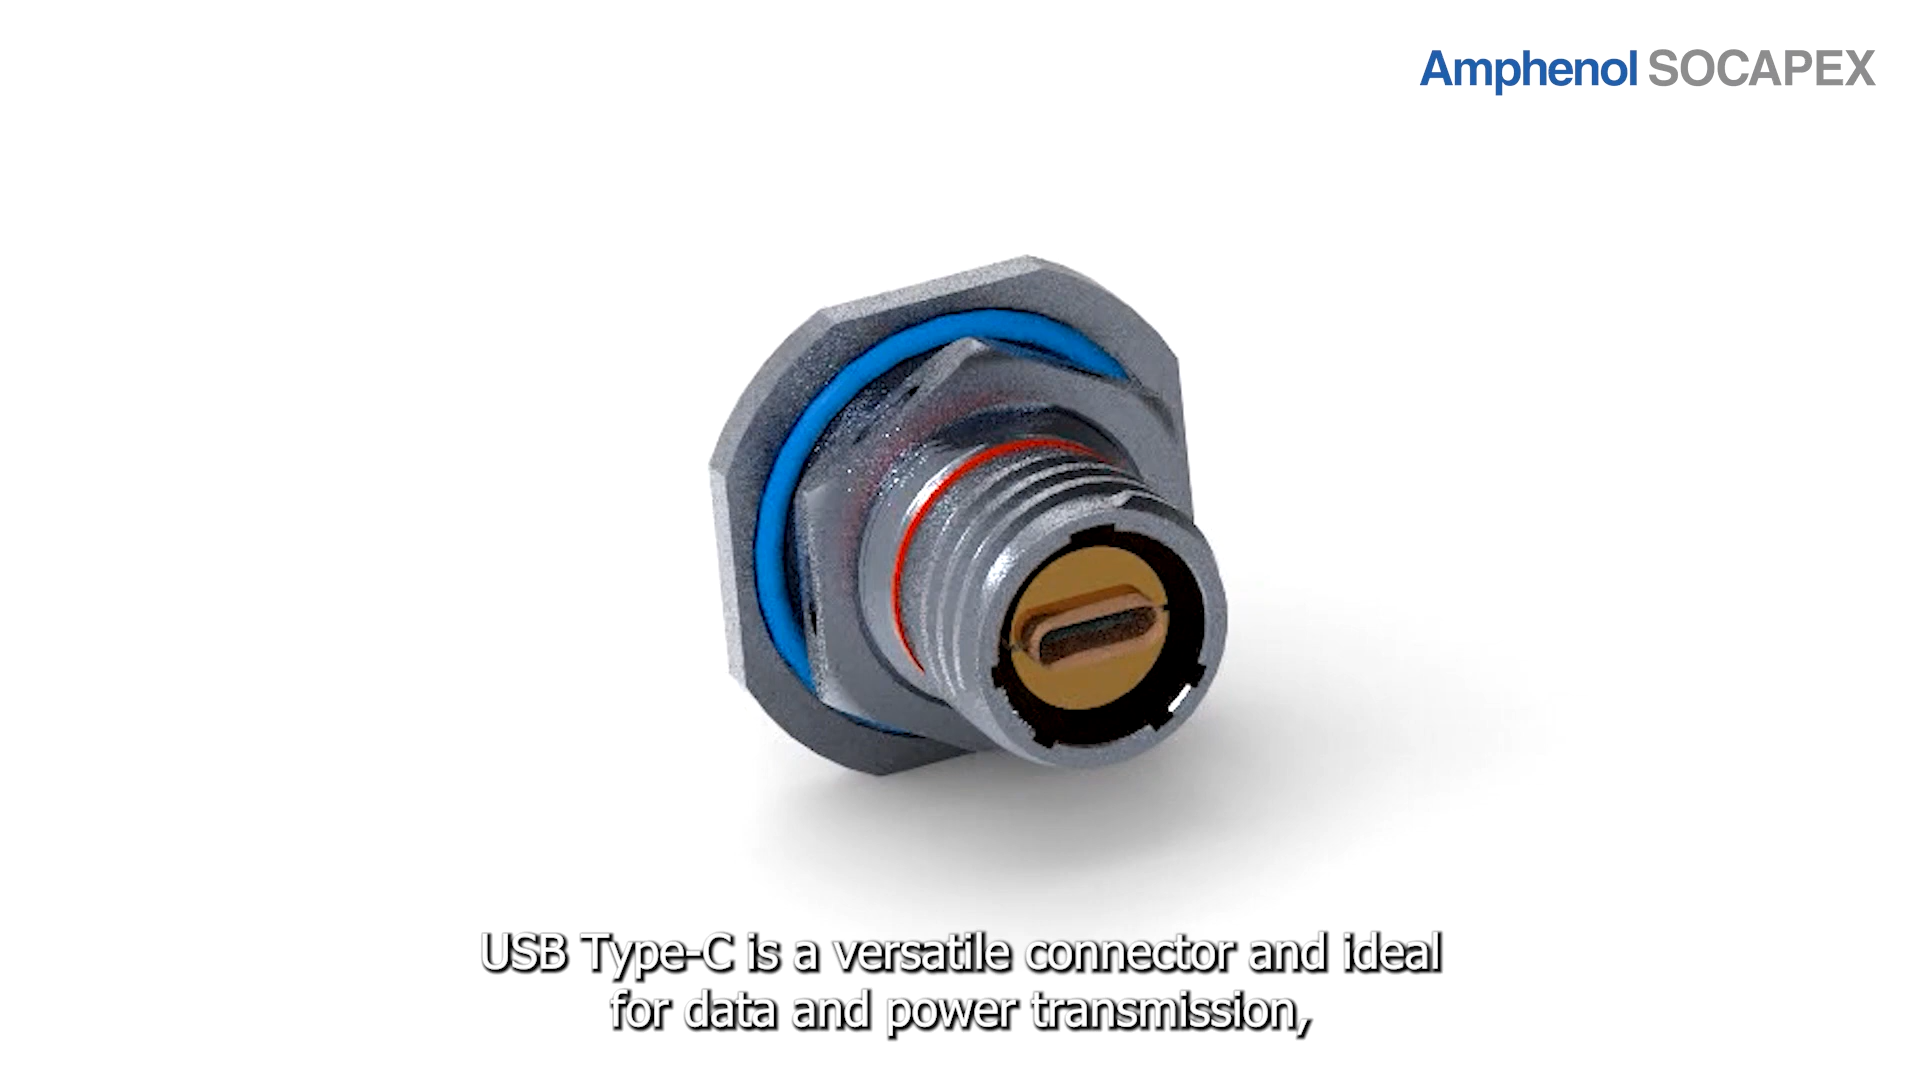 Amphenol SOCAPEX
USB Type-C is a versatile connector and ideal
for data and power transmission,